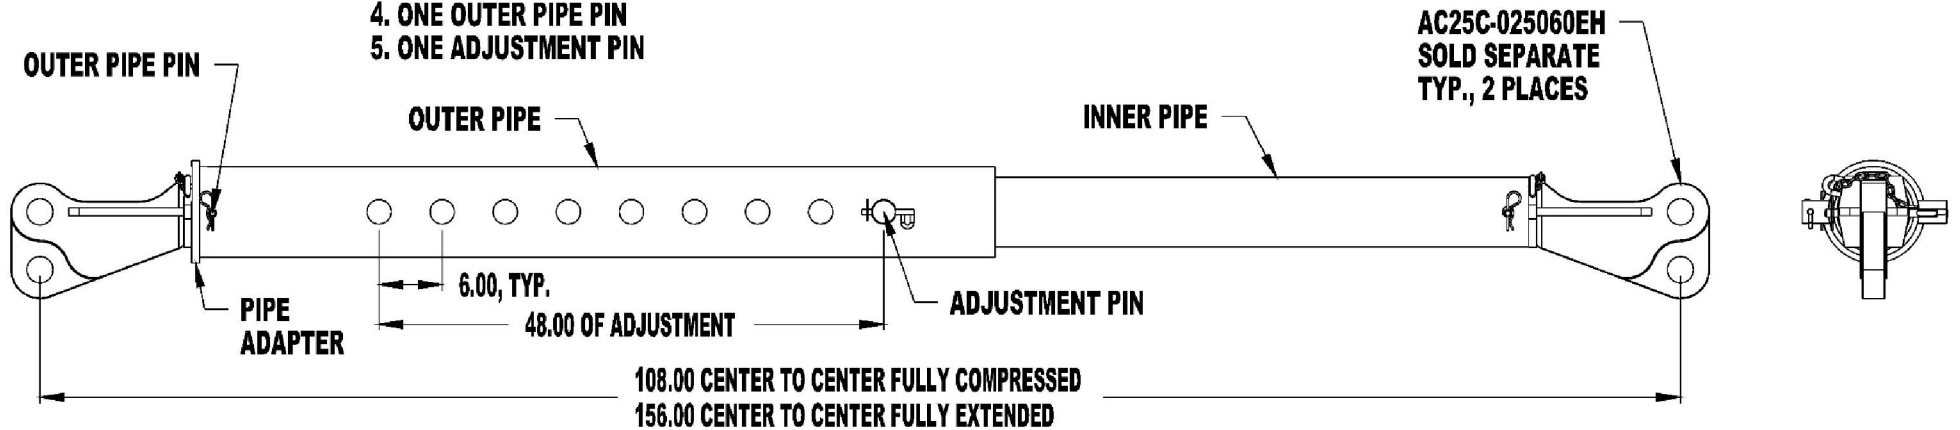 4. ONE OUTER PIPE PIN
5. ONE ADJUSTMENT PIN
OUTER PIPE PIN
AC25C-025060EH
SOLD SEPARATE
TYP., 2 PLACES
OUTER PIPE
INNER PIPE
6.00, TYP.
PIPE
ADAPTER
48.00 OF ADJUSTMENT
ADJUSTMENT PIN
108.00 CENTER TO CENTER FULLY COMPRESSED
156.00 CENTER TO CENTER FULLY EXTENDED